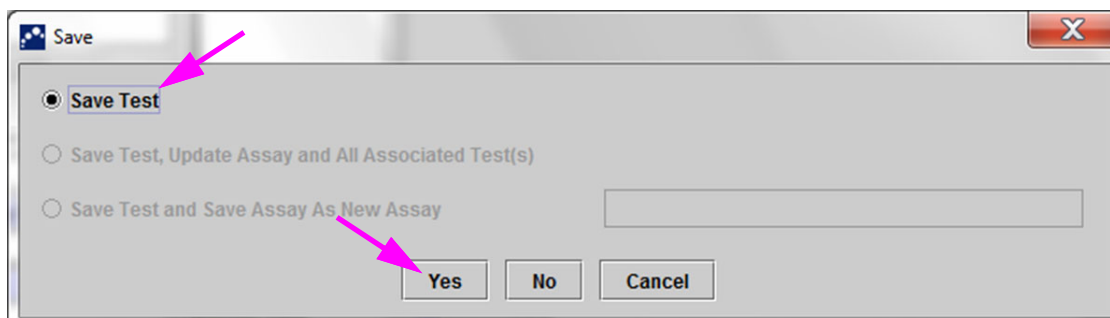 Save
Save Test
Save Test, Update Assay and All Associated Test(s)
Save Test and Save Assay As New Assay
Yes No Cancel